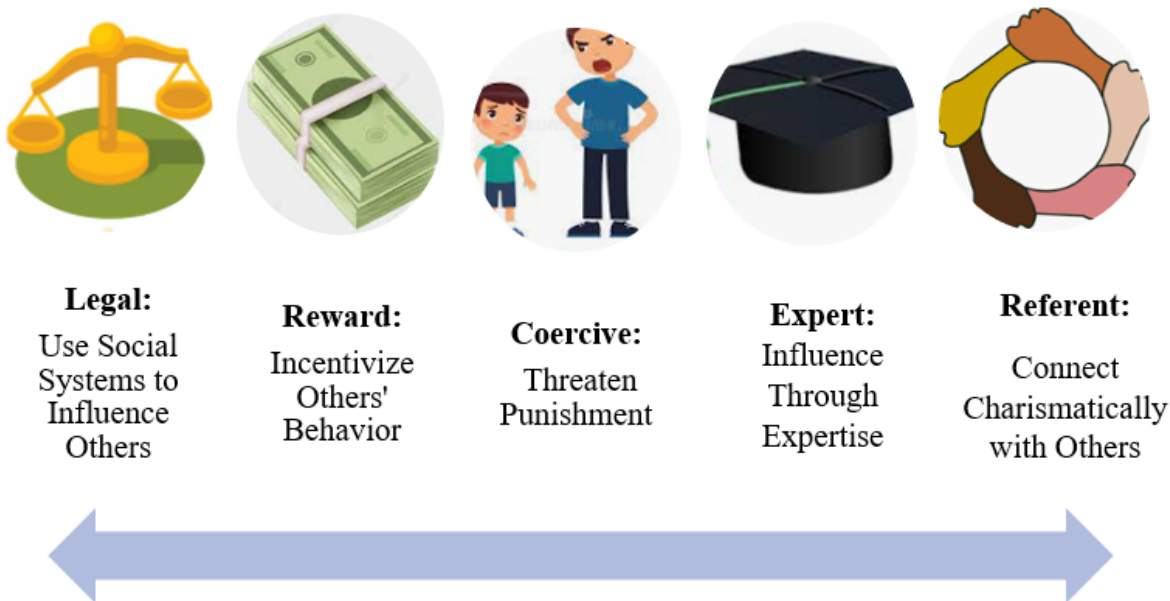 Legal:
Use Social
Systems to
Influence
Others
Reward:
Incentivize
Others'
Behavior
Coercive:
Threaten
Punishment
Expert:
Influence
Through
Expertise
Referent:
Connect
Charismatically
with Others